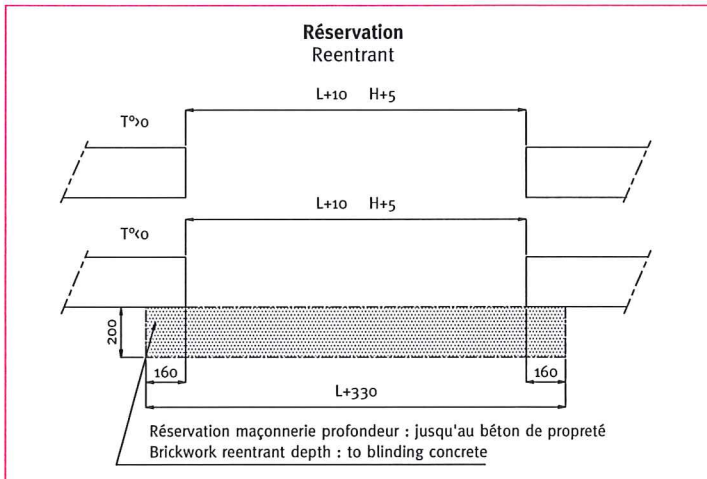 Réservation
Reentrant
L+10 H+5
T°>0
L+10 H+5
T°<0
200
160
160
L+330
Réservation maçonnerie profondeur : jusqu'au béton de propreté
Brickwork reentrant depth : to blinding concrete